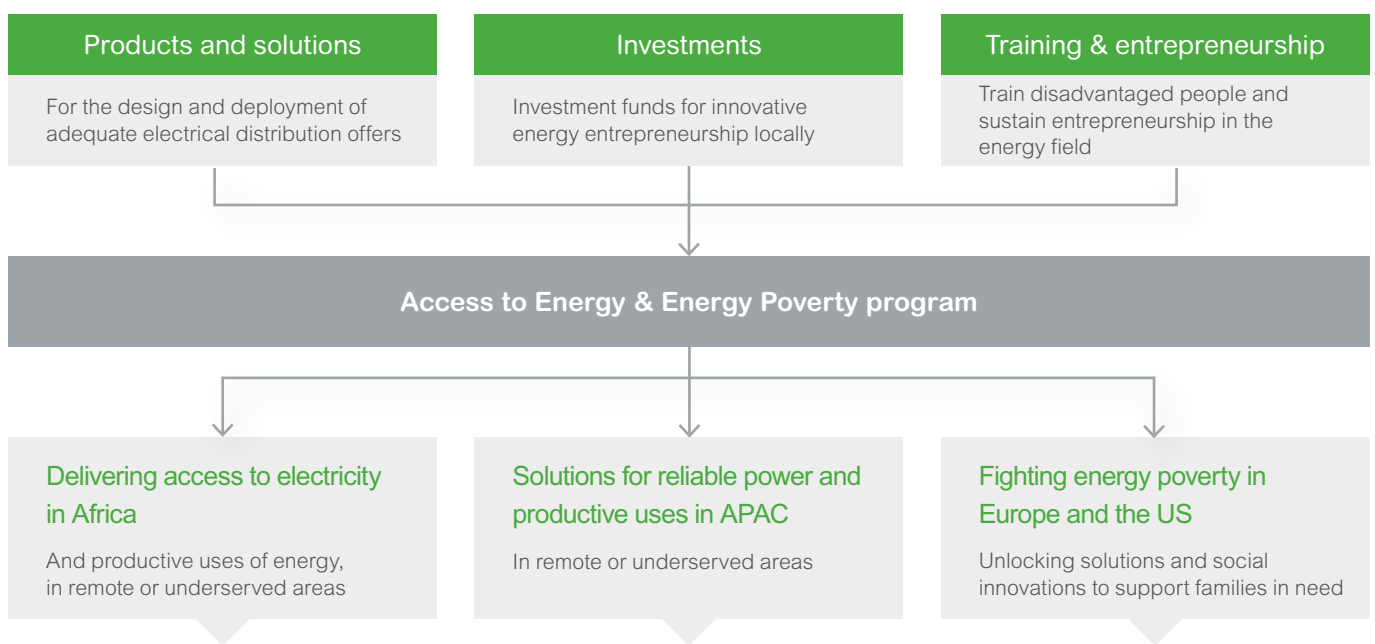 Products and solutions
For the design and deployment of
adequate electrical distribution offers
Investments
Investment funds for innovative
energy entrepreneurship locally
Training & entrepreneurship
Train disadvantaged people and
sustain entrepreneurship in the
energy field
Access to Energy & Energy Poverty program
Delivering access to electricity
in Africa
And productive uses of energy,
in remote or underserved areas
Solutions for reliable power and
productive uses in APAC
In remote or underserved areas
Fighting energy poverty in
Europe and the US
Unlocking solutions and social
innovations to support families in need